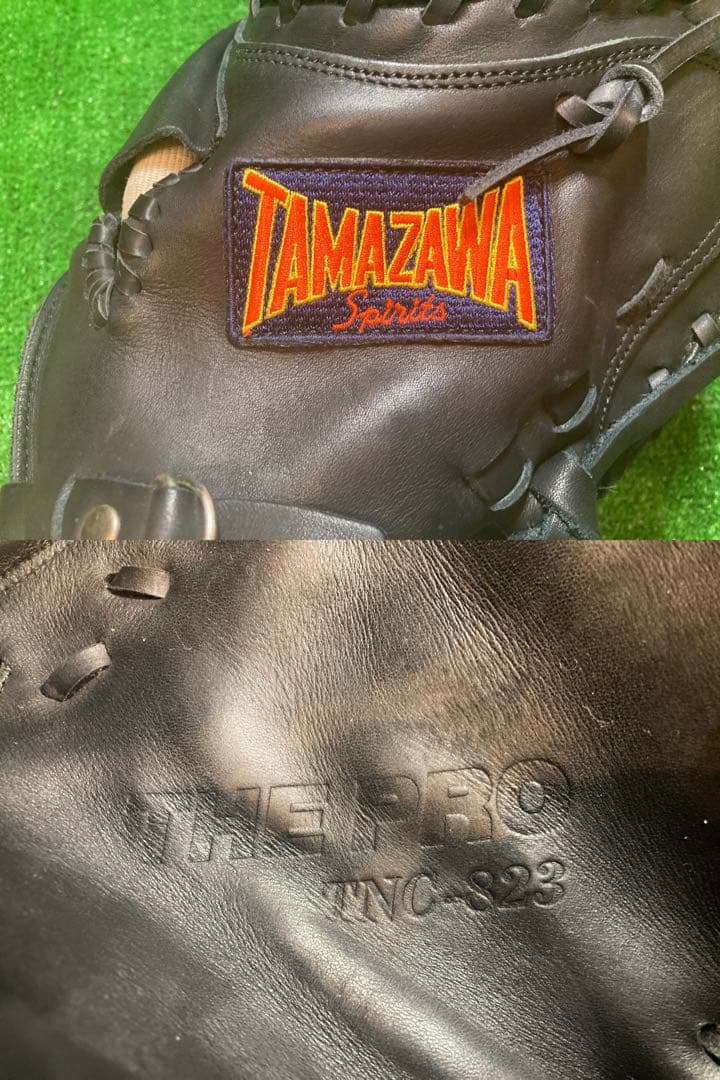 TAMAZAWA
Spirits
THE PRO
TNC-823